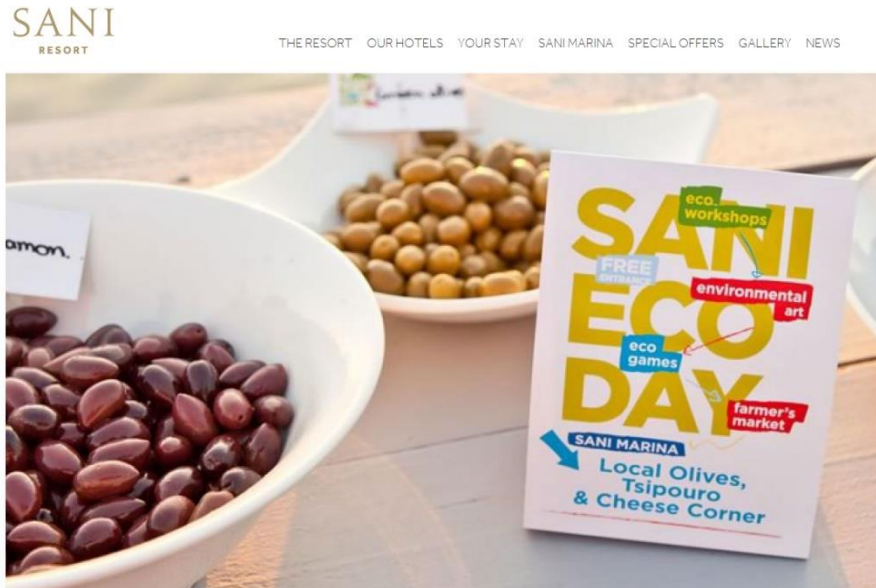 SANI
RESORT
THE RESORT OUR HOTELS YOUR STAY SANI MARINA SPECIAL OFFERS GALLERY NEWS
amon.
SANI
eco
workshops
FREE
ENTRANCE
environmental
art
ECO
eco
games
DAY
farmer's
market
SANI MARINA
Local Olives,
Tsipouro
& Cheese Corner